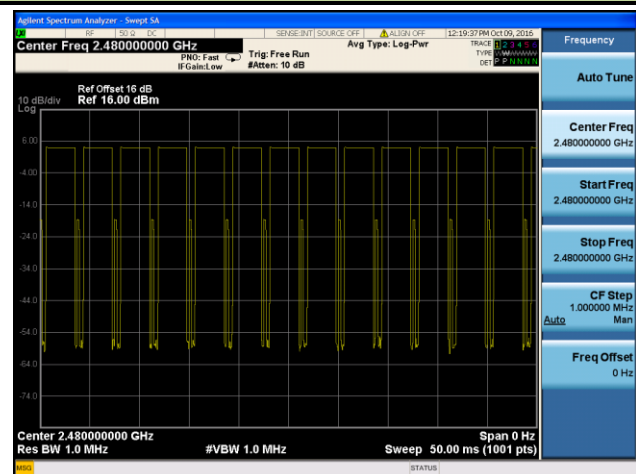 Agilent Spectrum Analyzer - Swept SA
RF 50 Ω DC SENSE:INT SOURCE OFF ALIGN OFF 12:19:37 PM Oct 09, 2016
Center Freq 2.480000000 GHz
PNO: Fast
IFGain:Low
Trig: Free Run
#Atten: 10 dB
Avg Type: Log-Pwr
TRACE 1 2 3 4 5 6
TYPE
DET P P N N N N
Ref Offset 16 dB
10 dB/div Ref 16.00 dBm
Log
6.00
-4.00
-14.0
-24.0
-34.0
-44.0
-54.0
-64.0
-74.0
Center 2.480000000 GHz Span 0 Hz
Res BW 1.0 MHz #VBW 1.0 MHz Sweep 50.00 ms (1001 pts)
MSG STATUS
Frequency
Auto Tune
Center Freq
2.480000000 GHz
Start Freq
2.480000000 GHz
Stop Freq
2.480000000 GHz
CF Step
1.000000 MHz
Auto Man
Freq Offset
0 Hz